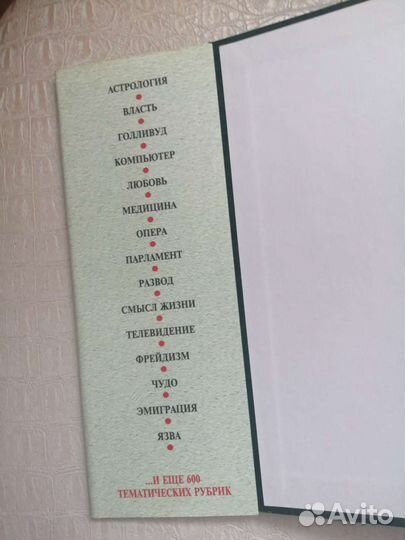 АСТРОЛОГИЯ
ВЛАСТЬ
ГОЛЛИВУД
КОМПЬЮТЕР
ЛЮБОВЬ
МЕДИЦИНА
ОПЕРА
ПАРЛАМЕНТ
РАЗВОД
СМЫСЛ ЖИЗНИ
ТЕЛЕВИДЕНИЕ
ФРЕЙДИЗМ
ЧУДО
ЭМИГРАЦИЯ
ЯЗВА
...И ЕЩЕ 600
ТЕМАТИЧЕСКИХ РУБРИК
Avito